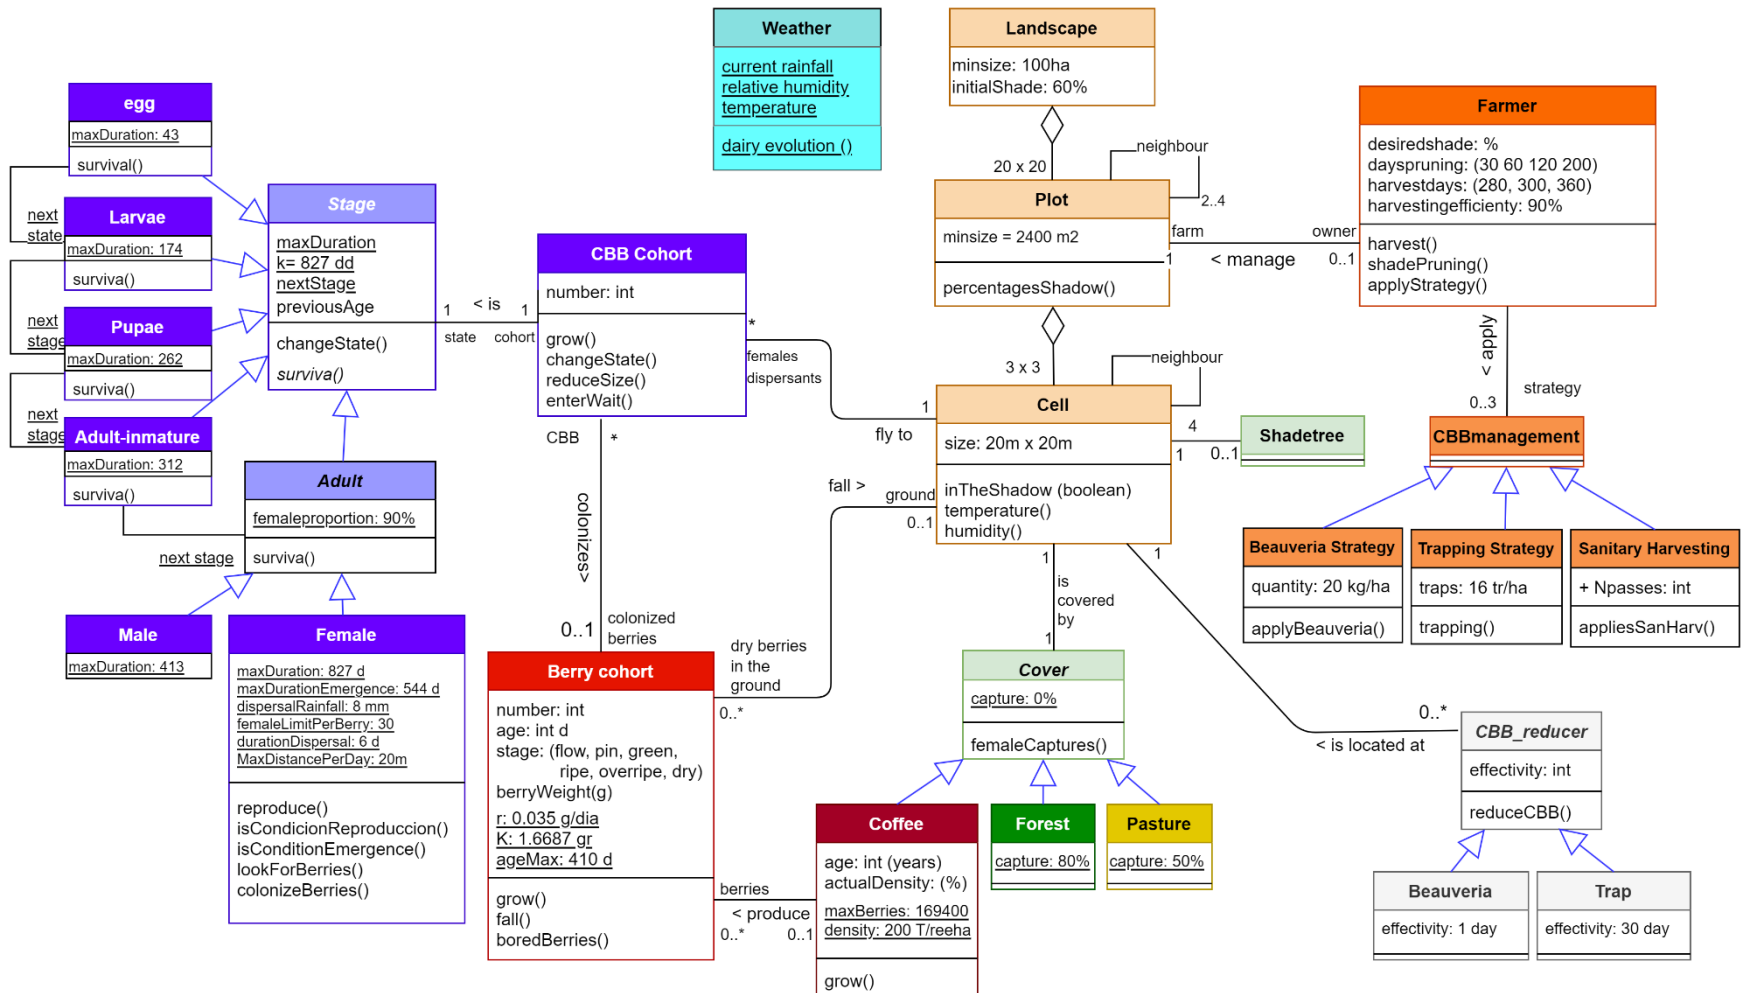 Weather
current rainfall
relative humidity
temperature
dairy evolution ()
Landscape
minsize: 100ha
initialShade: 60%
20 x 20
neighbour
2..4
Plot
minsize = 2400 m2
percentagesShadow()
farm
1
owner
0..1
< manage
Farmer
desiredshade: %
dayspruning: (30 60 120 200)
harvestdays: (280, 300, 360)
harvestingefficienty: 90%
harvest()
shadePruning()
applyStrategy()
< apply
strategy
0..3
CBBmanagement
Beauveria Strategy
quantity: 20 kg/ha
applyBeauveria()
Trapping Strategy
traps: 16 tr/ha
trapping()
Sanitary Harvesting
+ Npasses: int
appliesSanHarv()
egg
maxDuration: 43
survival()
next
state
Larvae
maxDuration: 174
surviva()
next
stage
Pupae
maxDuration: 262
surviva()
next
stage
Adult-inmature
maxDuration: 312
surviva()
next stage
Stage
maxDuration
k= 827 dd
nextStage
previousAge
changeState()
surviva()
1
< is
1
state
cohort
Adult
femaleproportion: 90%
surviva()
Male
maxDuration: 413
Female
maxDuration: 827 d
maxDurationEmergence: 544 d
dispersalRainfall: 8 mm
femaleLimitPerBerry: 30
durationDispersal: 6 d
MaxDistancePerDay: 20m
reproduce()
isCondicionReproduccion()
isConditionEmergence()
lookForBerries()
colonizeBerries()
CBB Cohort
number: int
grow()
changeState()
reduceSize()
enterWait()
*
females
dispersants
1
fly to
CBB
*
colonizes>
0..1
colonized
berries
Berry cohort
number: int
age: int d
stage: (flow, pin, green,
ripe, overripe, dry)
berryWeight(g)
r: 0.035 g/dia
K: 1.6687 gr
ageMax: 410 d
grow()
fall()
boredBerries()
dry berries
in the
ground
0..*
fall >
ground
0..1
3 x 3
neighbour
4
Cell
size: 20m x 20m
inTheShadow (boolean)
temperature()
humidity()
1
0..1
Shadetree
1
is
covered
by
1
Cover
capture: 0%
femaleCaptures()
Coffee
age: int (years)
actualDensity: (%)
maxBerries: 169400
density: 200 T/reeha
grow()
berries
< produce
0..*
0..1
Forest
capture: 80%
Pasture
capture: 50%
1
0..*
< is located at
CBB_reducer
effectivity: int
reduceCBB()
Beauveria
effectivity: 1 day
Trap
effectivity: 30 day